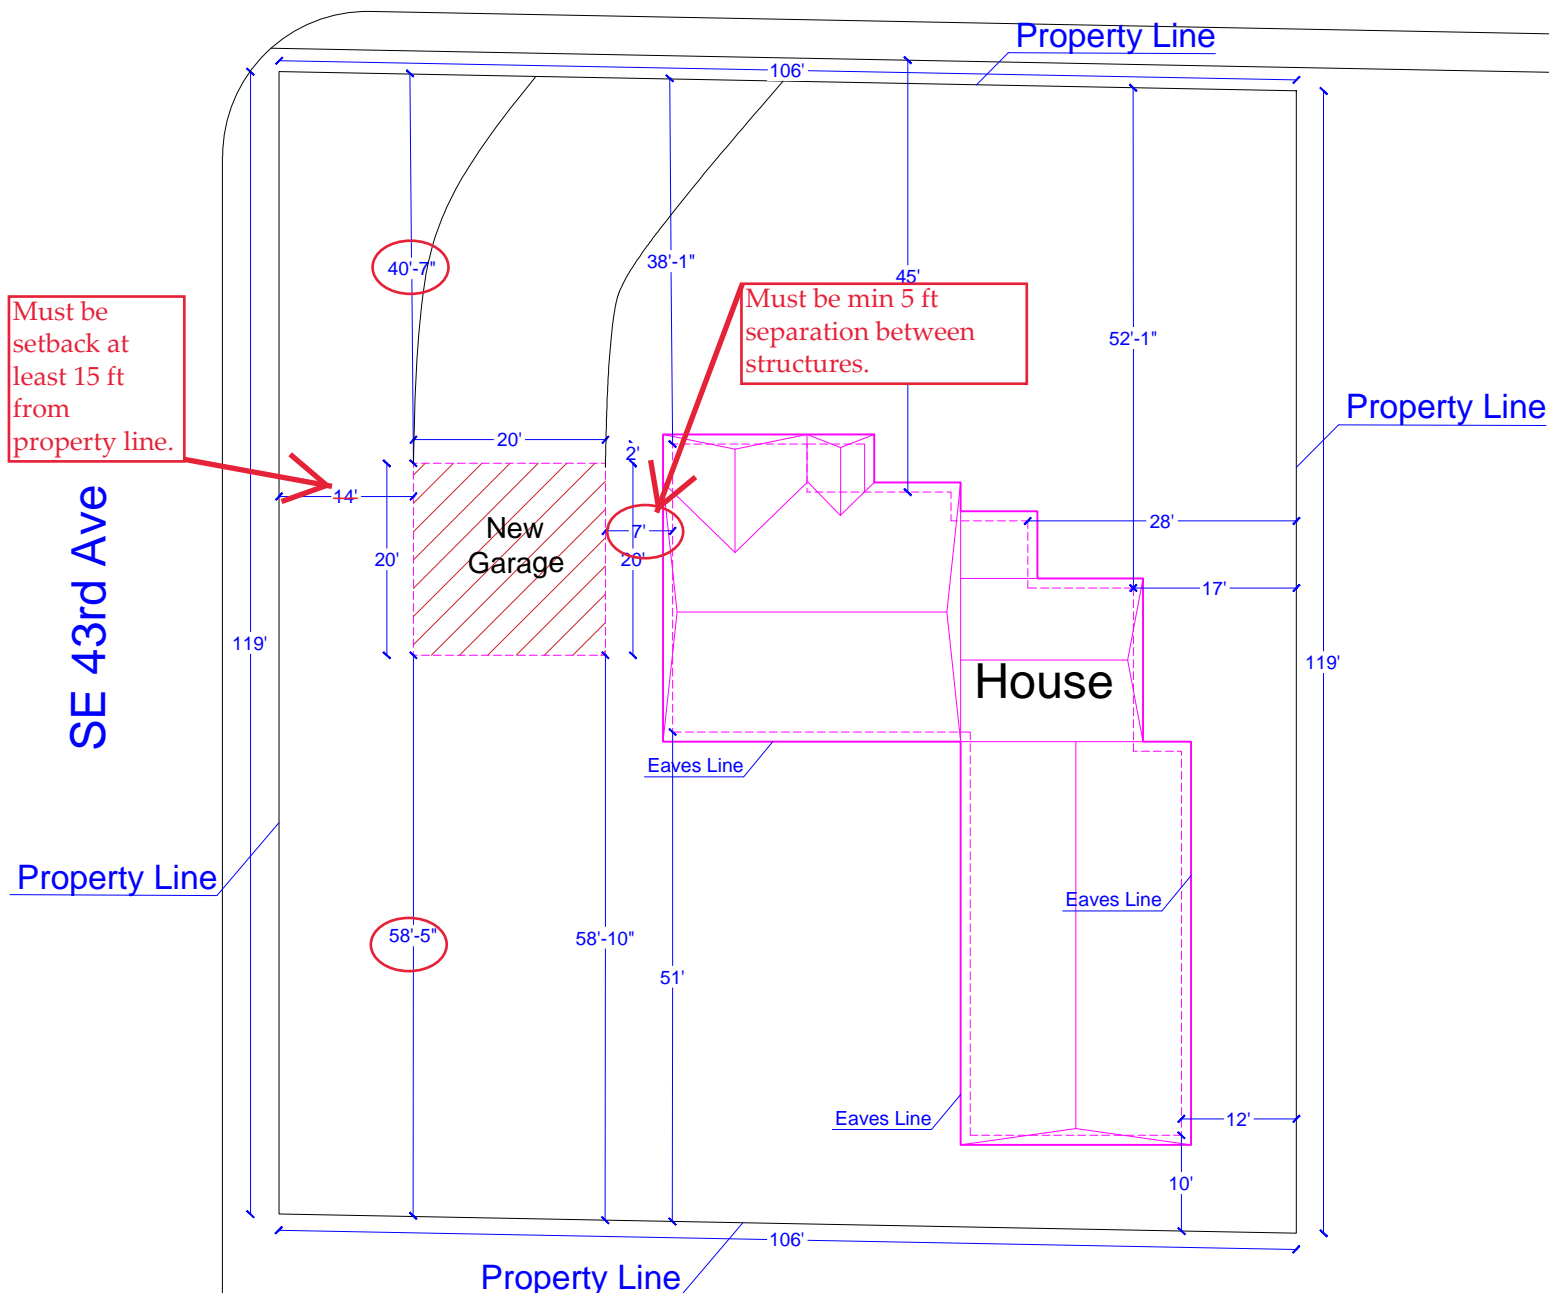 Property Line
106'
40'-7"
38'-1"
45'
Must be
setback at
least 15 ft
from
property line.
Must be min 5 ft
separation between
structures.
52'-1"
Property Line
20'
2'
14'
New
Garage
7'
28'
20'
20'
17'
SE 43rd Ave
119'
119'
House
Eaves Line
Property Line
Eaves Line
58'-5"
58'-10"
51'
Eaves Line
12'
10'
106'
Property Line